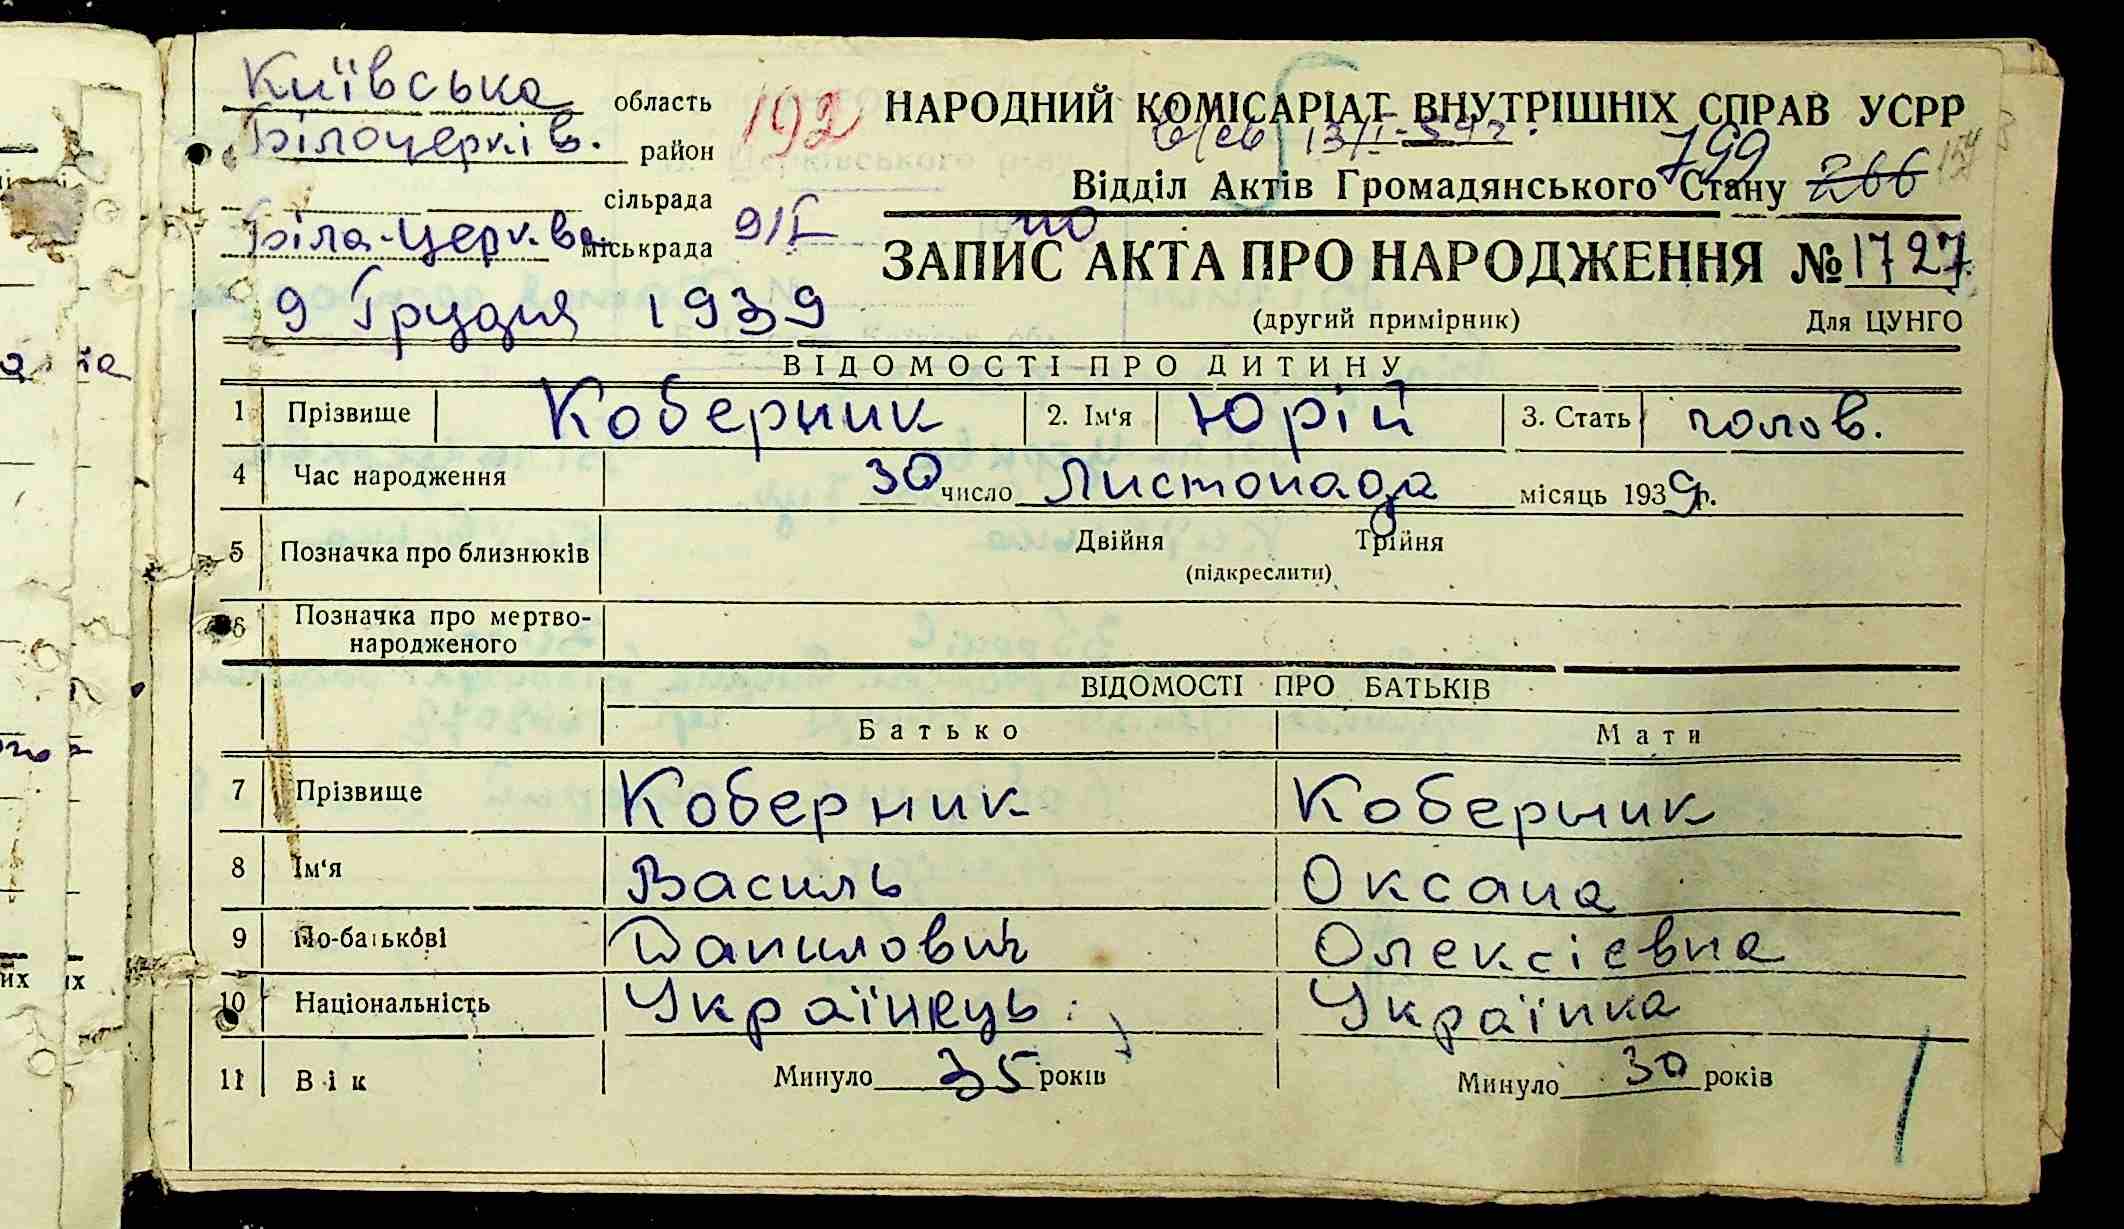 Київська область
Білоцерків. район
сільрада
Біла-Церква міськрада
9 Грудня 1939
192
9/I
НАРОДНИЙ КОМІСАРІАТ ВНУТРІШНІХ СПРАВ УСРР
799
Відділ Актів Громадянського Стану 266
ЗАПИС АКТА ПРО НАРОДЖЕННЯ № 1727
(другий примірник) Для ЦУНГО
ВІДОМОСТІ ПРО ДИТИНУ
1 Прізвище Коберник 2. Ім'я Юрій 3. Стать чолов.
4 Час народження 30 число Листопада місяць 1939 р.
5 Позначка про близнюків Двійня Трійня
(підкреслити)
6 Позначка про мертво-
народженого
ВІДОМОСТІ ПРО БАТЬКІВ
Батько Мати
7 Прізвище Коберник Коберник
8 Ім'я Василь Оксана
9 По-батькові Данилович Олексієвна
10 Національність Українець Українка
11 Вік Минуло 35 років Минуло 30 років